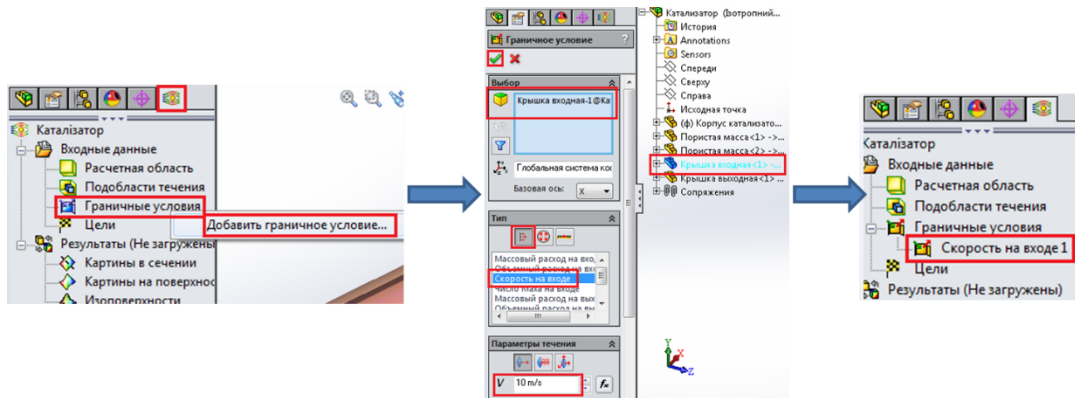 Каталізатор
Входные данные
Расчетная область
Подобласти течения
Граничные условия
Добавить граничное условие...
Цели
Результаты (Не загружены
Картины в сечении
Картины на поверхнос
Изоповерхности
Граничное условие ?
Выбор
Крышка входная-1@Ка
Глобальная система ко
Базовая ось: X
Тип
Массовый расход на вхо
Объемный расход на вхо
Скорость на входе
Число Маха на входе
Массовый расход на вых
Объемный расход на вы
Параметры течения
V 10 m/s
Катализатор (Ізотропний...
История
Annotations
Sensors
Спереди
Сверху
Справа
Исходная точка
(ф) Корпус катализато...
Пористая масса<1> ->...
Пористая масса<2> ->...
Крышка входная<1> -...
Крышка выходная<1> ...
Сопряжения
Y
X
Z
Каталізатор
Входные данные
Расчетная область
Подобласти течения
Граничные условия
Скорость на входе 1
Цели
Результаты (Не загружены)